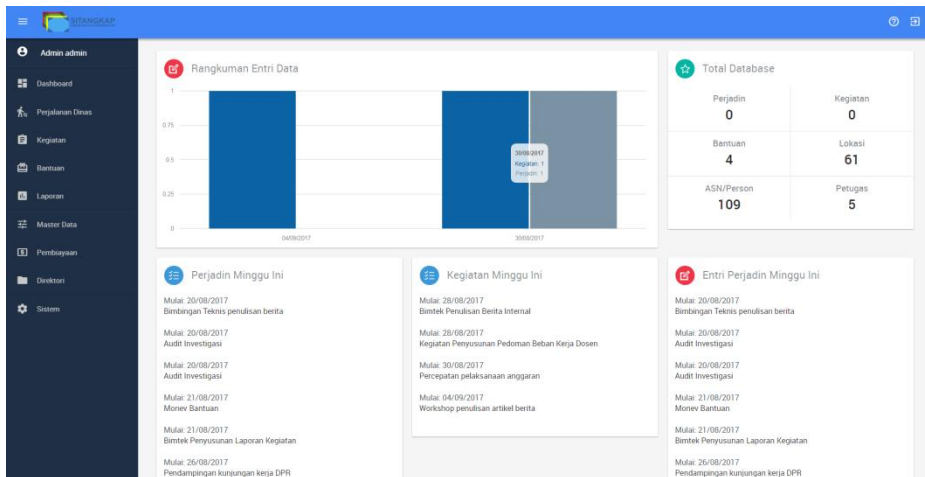 SITANGKAP
Admin admin
Dashboard
Perjalanan Dinas
Kegiatan
Bantuan
Laporan
Master Data
Pembiayaan
Direktori
Sistem
Rangkuman Entri Data
1
0.75
0.5
0.25
0
30/08/2017
Kegiatan: 1
Perjadin: 1
04/09/2017
30/08/2017
Total Database
Perjadin
0
Kegiatan
0
Bantuan
4
Lokasi
61
ASN/Person
109
Petugas
5
Perjadin Minggu Ini
Mulai: 20/08/2017
Bimbingan Teknis penulisan berita
Mulai: 20/08/2017
Audit Investigasi
Mulai: 20/08/2017
Audit Investigasi
Mulai: 21/08/2017
Monev Bantuan
Mulai: 21/08/2017
Bimtek Penyusunan Laporan Kegiatan
Mulai: 26/08/2017
Pendampingan kunjungan kerja DPR
Kegiatan Minggu Ini
Mulai: 28/08/2017
Bimtek Penulisan Berita Internal
Mulai: 28/08/2017
Kegiatan Penyusunan Pedoman Beban Kerja Dosen
Mulai: 30/08/2017
Percepatan pelaksanaan anggaran
Mulai: 04/09/2017
Workshop penulisan artikel berita
Entri Perjadin Minggu Ini
Mulai: 20/08/2017
Bimbingan Teknis penulisan berita
Mulai: 20/08/2017
Audit Investigasi
Mulai: 20/08/2017
Audit Investigasi
Mulai: 21/08/2017
Monev Bantuan
Mulai: 21/08/2017
Bimtek Penyusunan Laporan Kegiatan
Mulai: 26/08/2017
Pendampingan kunjungan kerja DPR